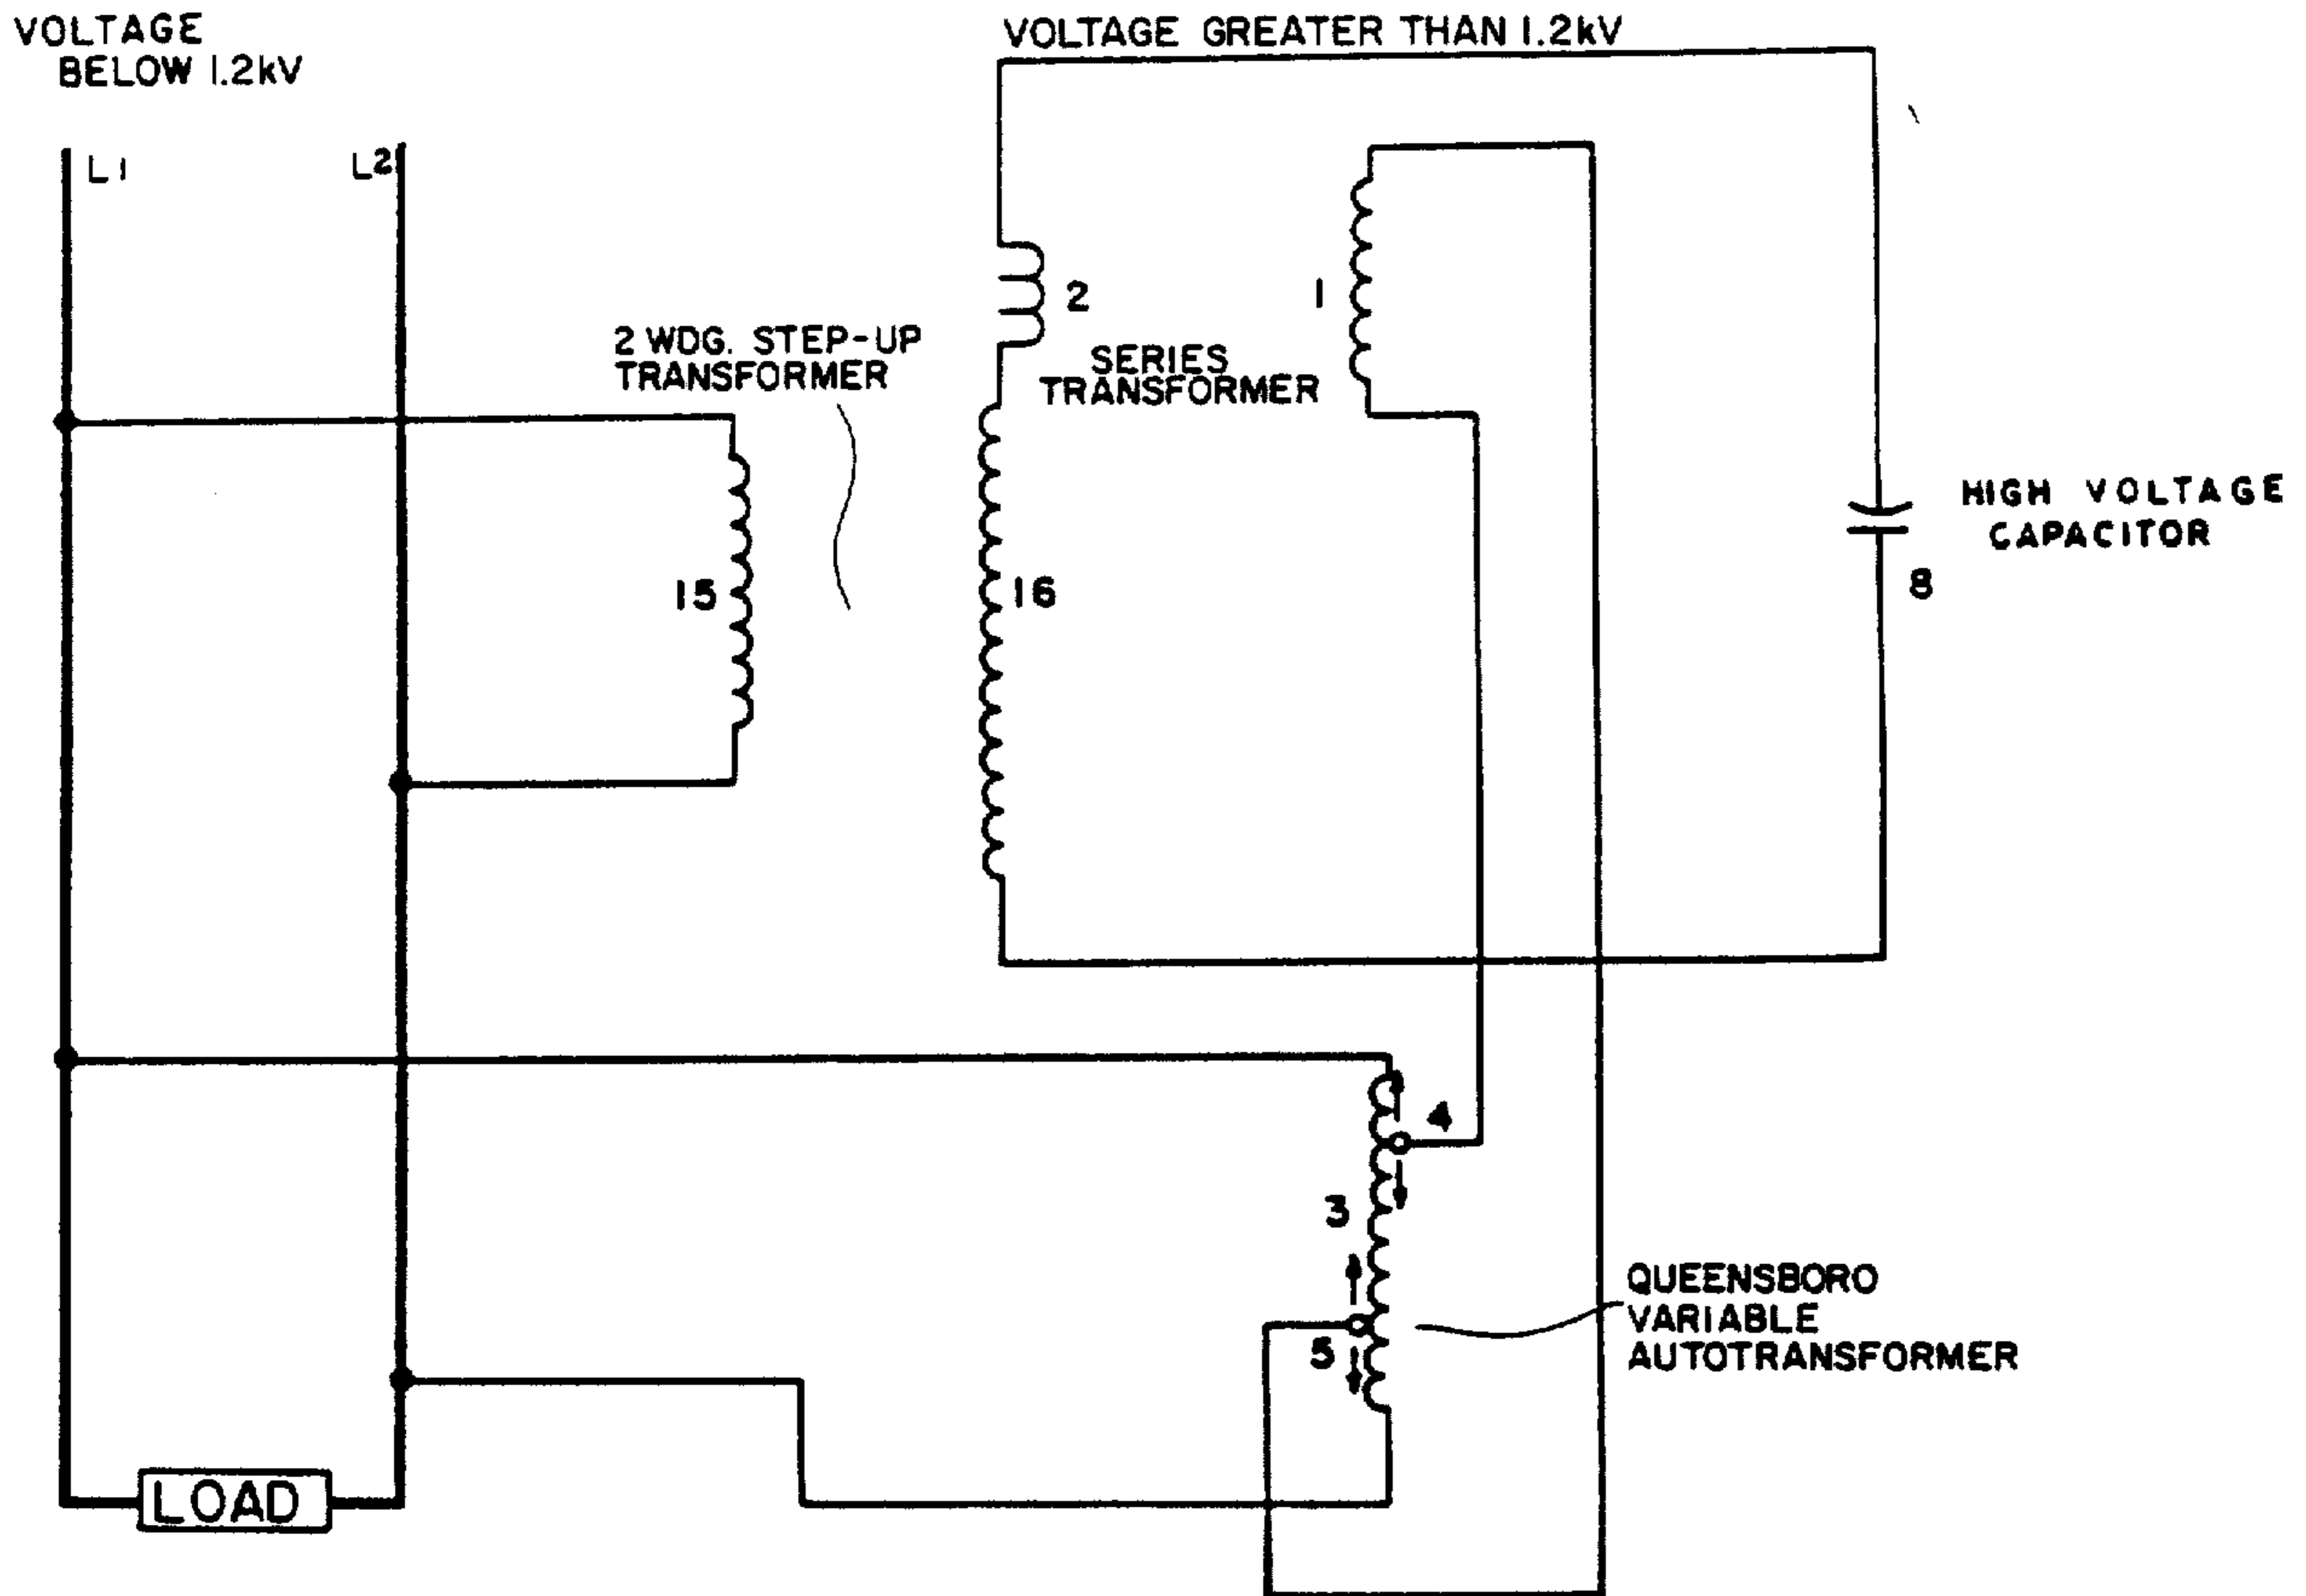 VOLTAGE
BELOW 1.2kV
VOLTAGE GREATER THAN 1.2kV
L1
L2
2
1
2 WDG. STEP-UP
TRANSFORMER
SERIES
TRANSFORMER
HIGH VOLTAGE
CAPACITOR
15
16
8
4
3
5
QUEENSBORO
VARIABLE
AUTOTRANSFORMER
LOAD